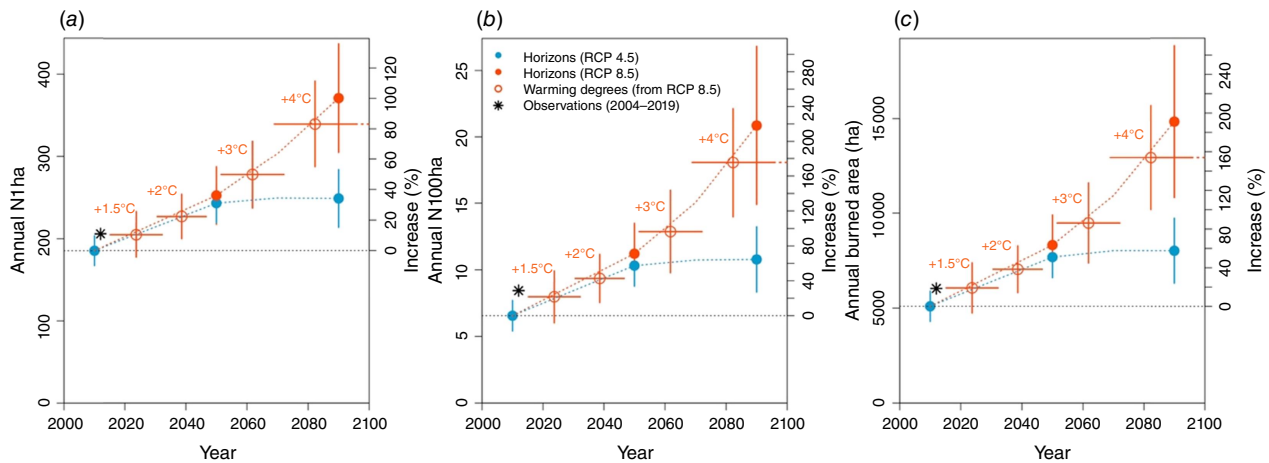 (a)
Annual N1 ha
400
300
200
100
0
+1.5°C
+2°C
+3°C
+4°C
120
100
80
60
40
20
0
Increase (%)
2000 2020 2040 2060 2080 2100
Year
(b)
Annual N100ha
25
20
15
10
5
0
Horizons (RCP 4.5)
Horizons (RCP 8.5)
Warming degrees (from RCP 8.5)
Observations (2004–2019)
+1.5°C
+2°C
+3°C
+4°C
280
240
200
160
120
80
40
0
Increase (%)
2000 2020 2040 2060 2080 2100
Year
(c)
Annual burned area (ha)
15000
10000
5000
0
+1.5°C
+2°C
+3°C
+4°C
240
200
160
120
80
40
0
Increase (%)
2000 2020 2040 2060 2080 2100
Year